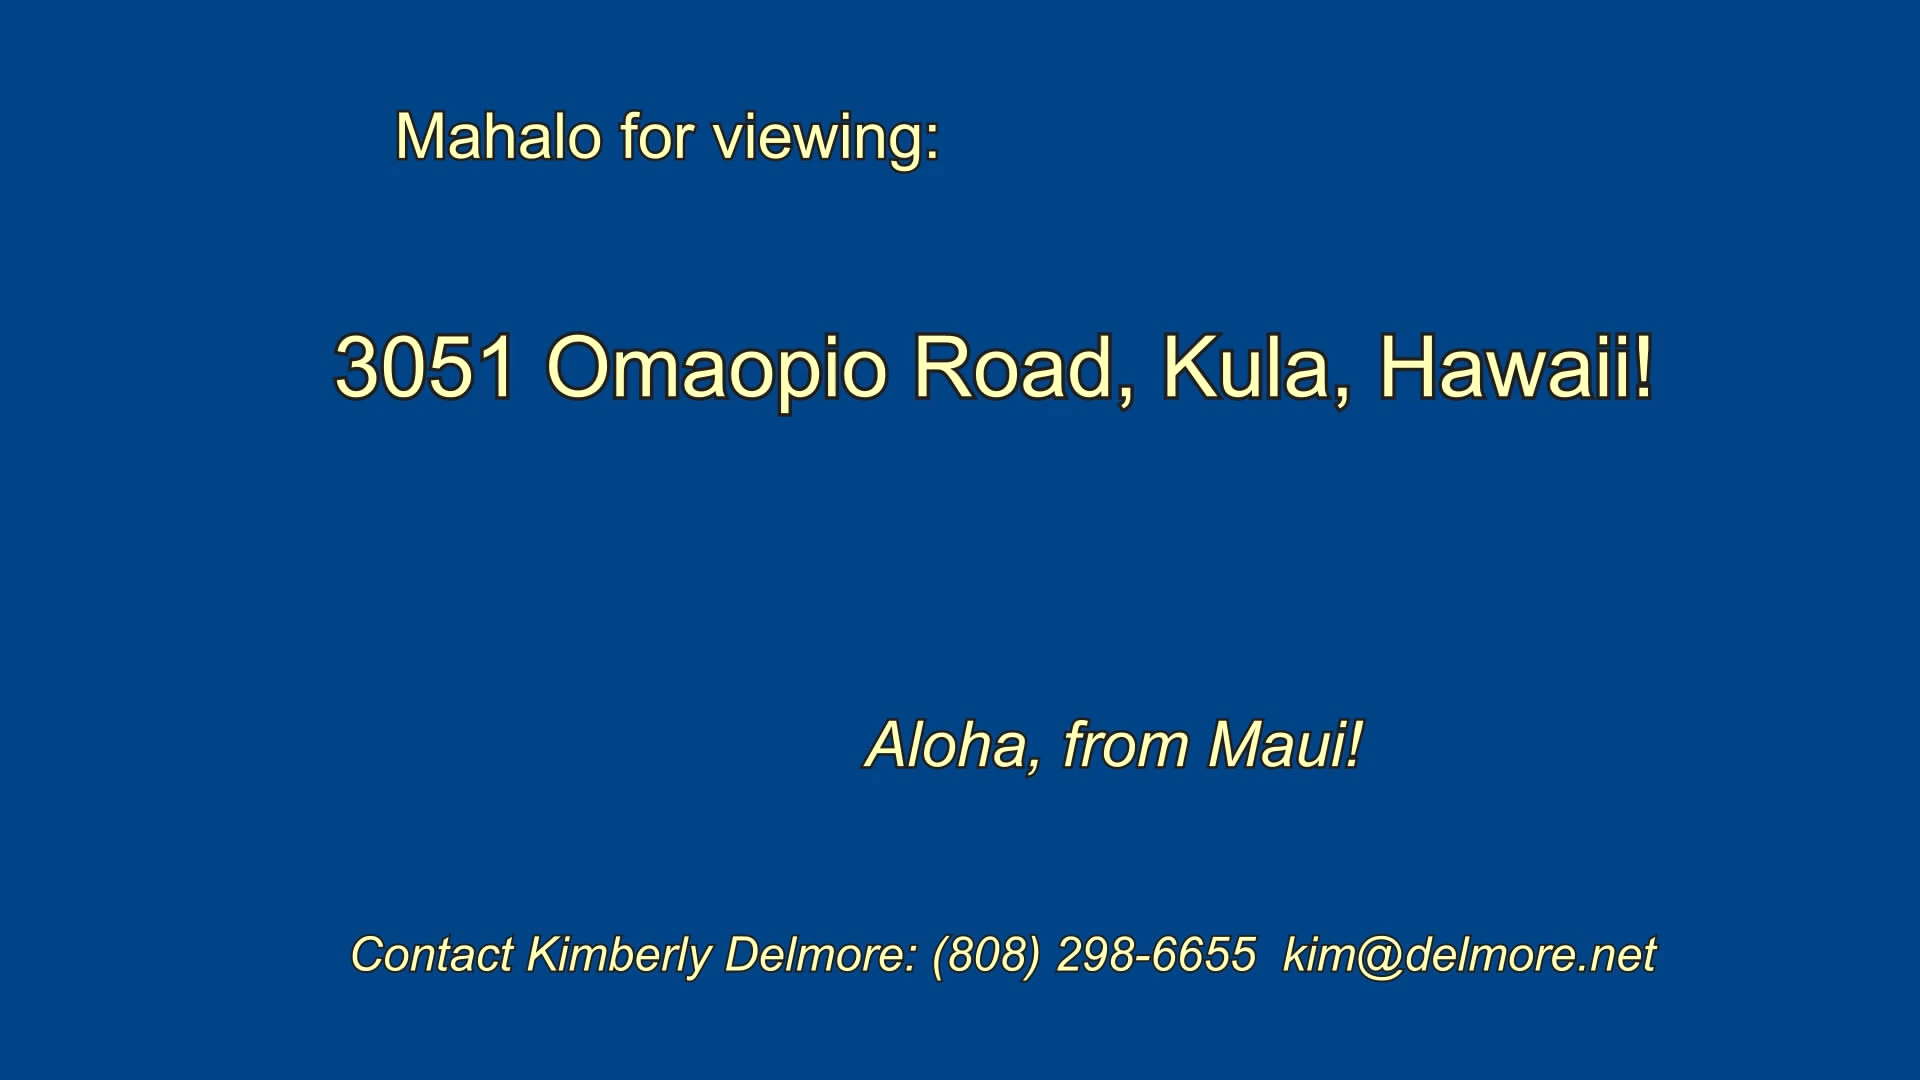 Mahalo for viewing:
3051 Omaopio Road, Kula, Hawaii!
Aloha, from Maui!
Contact Kimberly Delmore: (808) 298-6655 kim@delmore.net